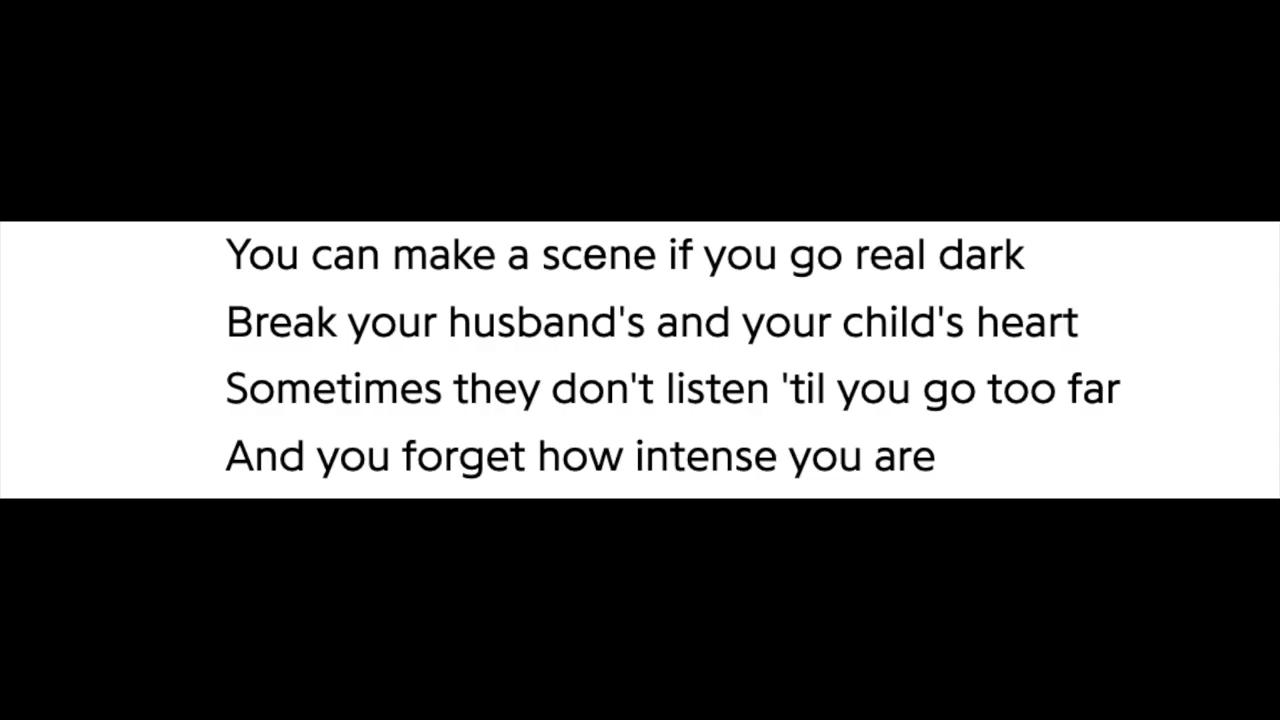 You can make a scene if you go real dark
Break your husband's and your child's heart
Sometimes they don't listen 'til you go too far
And you forget how intense you are